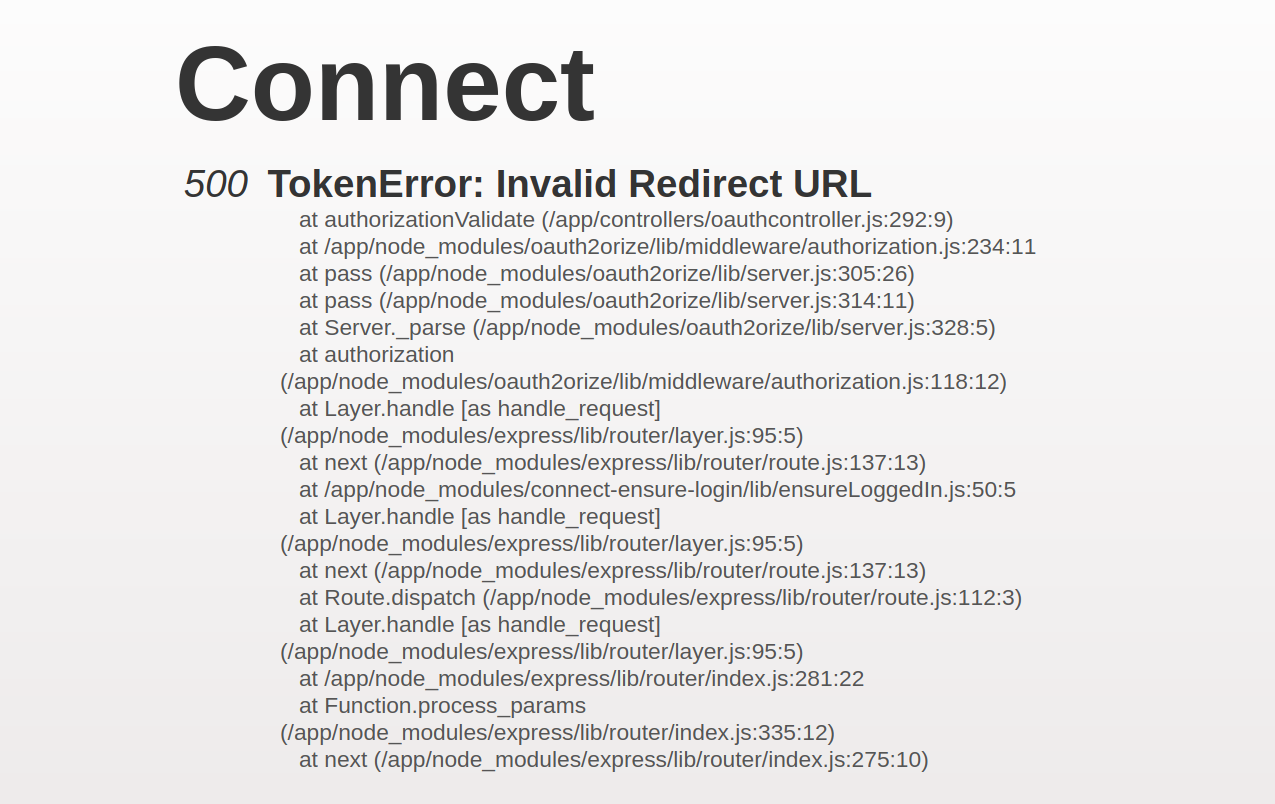 Connect
500 TokenError: Invalid Redirect URL
at authorizationValidate (/app/controllers/oauthcontroller.js:292:9)
at /app/node_modules/oauth2orize/lib/middleware/authorization.js:234:11
at pass (/app/node_modules/oauth2orize/lib/server.js:305:26)
at pass (/app/node_modules/oauth2orize/lib/server.js:314:11)
at Server._parse (/app/node_modules/oauth2orize/lib/server.js:328:5)
at authorization
(/app/node_modules/oauth2orize/lib/middleware/authorization.js:118:12)
at Layer.handle [as handle_request]
(/app/node_modules/express/lib/router/layer.js:95:5)
at next (/app/node_modules/express/lib/router/route.js:137:13)
at /app/node_modules/connect-ensure-login/lib/ensureLoggedIn.js:50:5
at Layer.handle [as handle_request]
(/app/node_modules/express/lib/router/layer.js:95:5)
at next (/app/node_modules/express/lib/router/route.js:137:13)
at Route.dispatch (/app/node_modules/express/lib/router/route.js:112:3)
at Layer.handle [as handle_request]
(/app/node_modules/express/lib/router/layer.js:95:5)
at /app/node_modules/express/lib/router/index.js:281:22
at Function.process_params
(/app/node_modules/express/lib/router/index.js:335:12)
at next (/app/node_modules/express/lib/router/index.js:275:10)